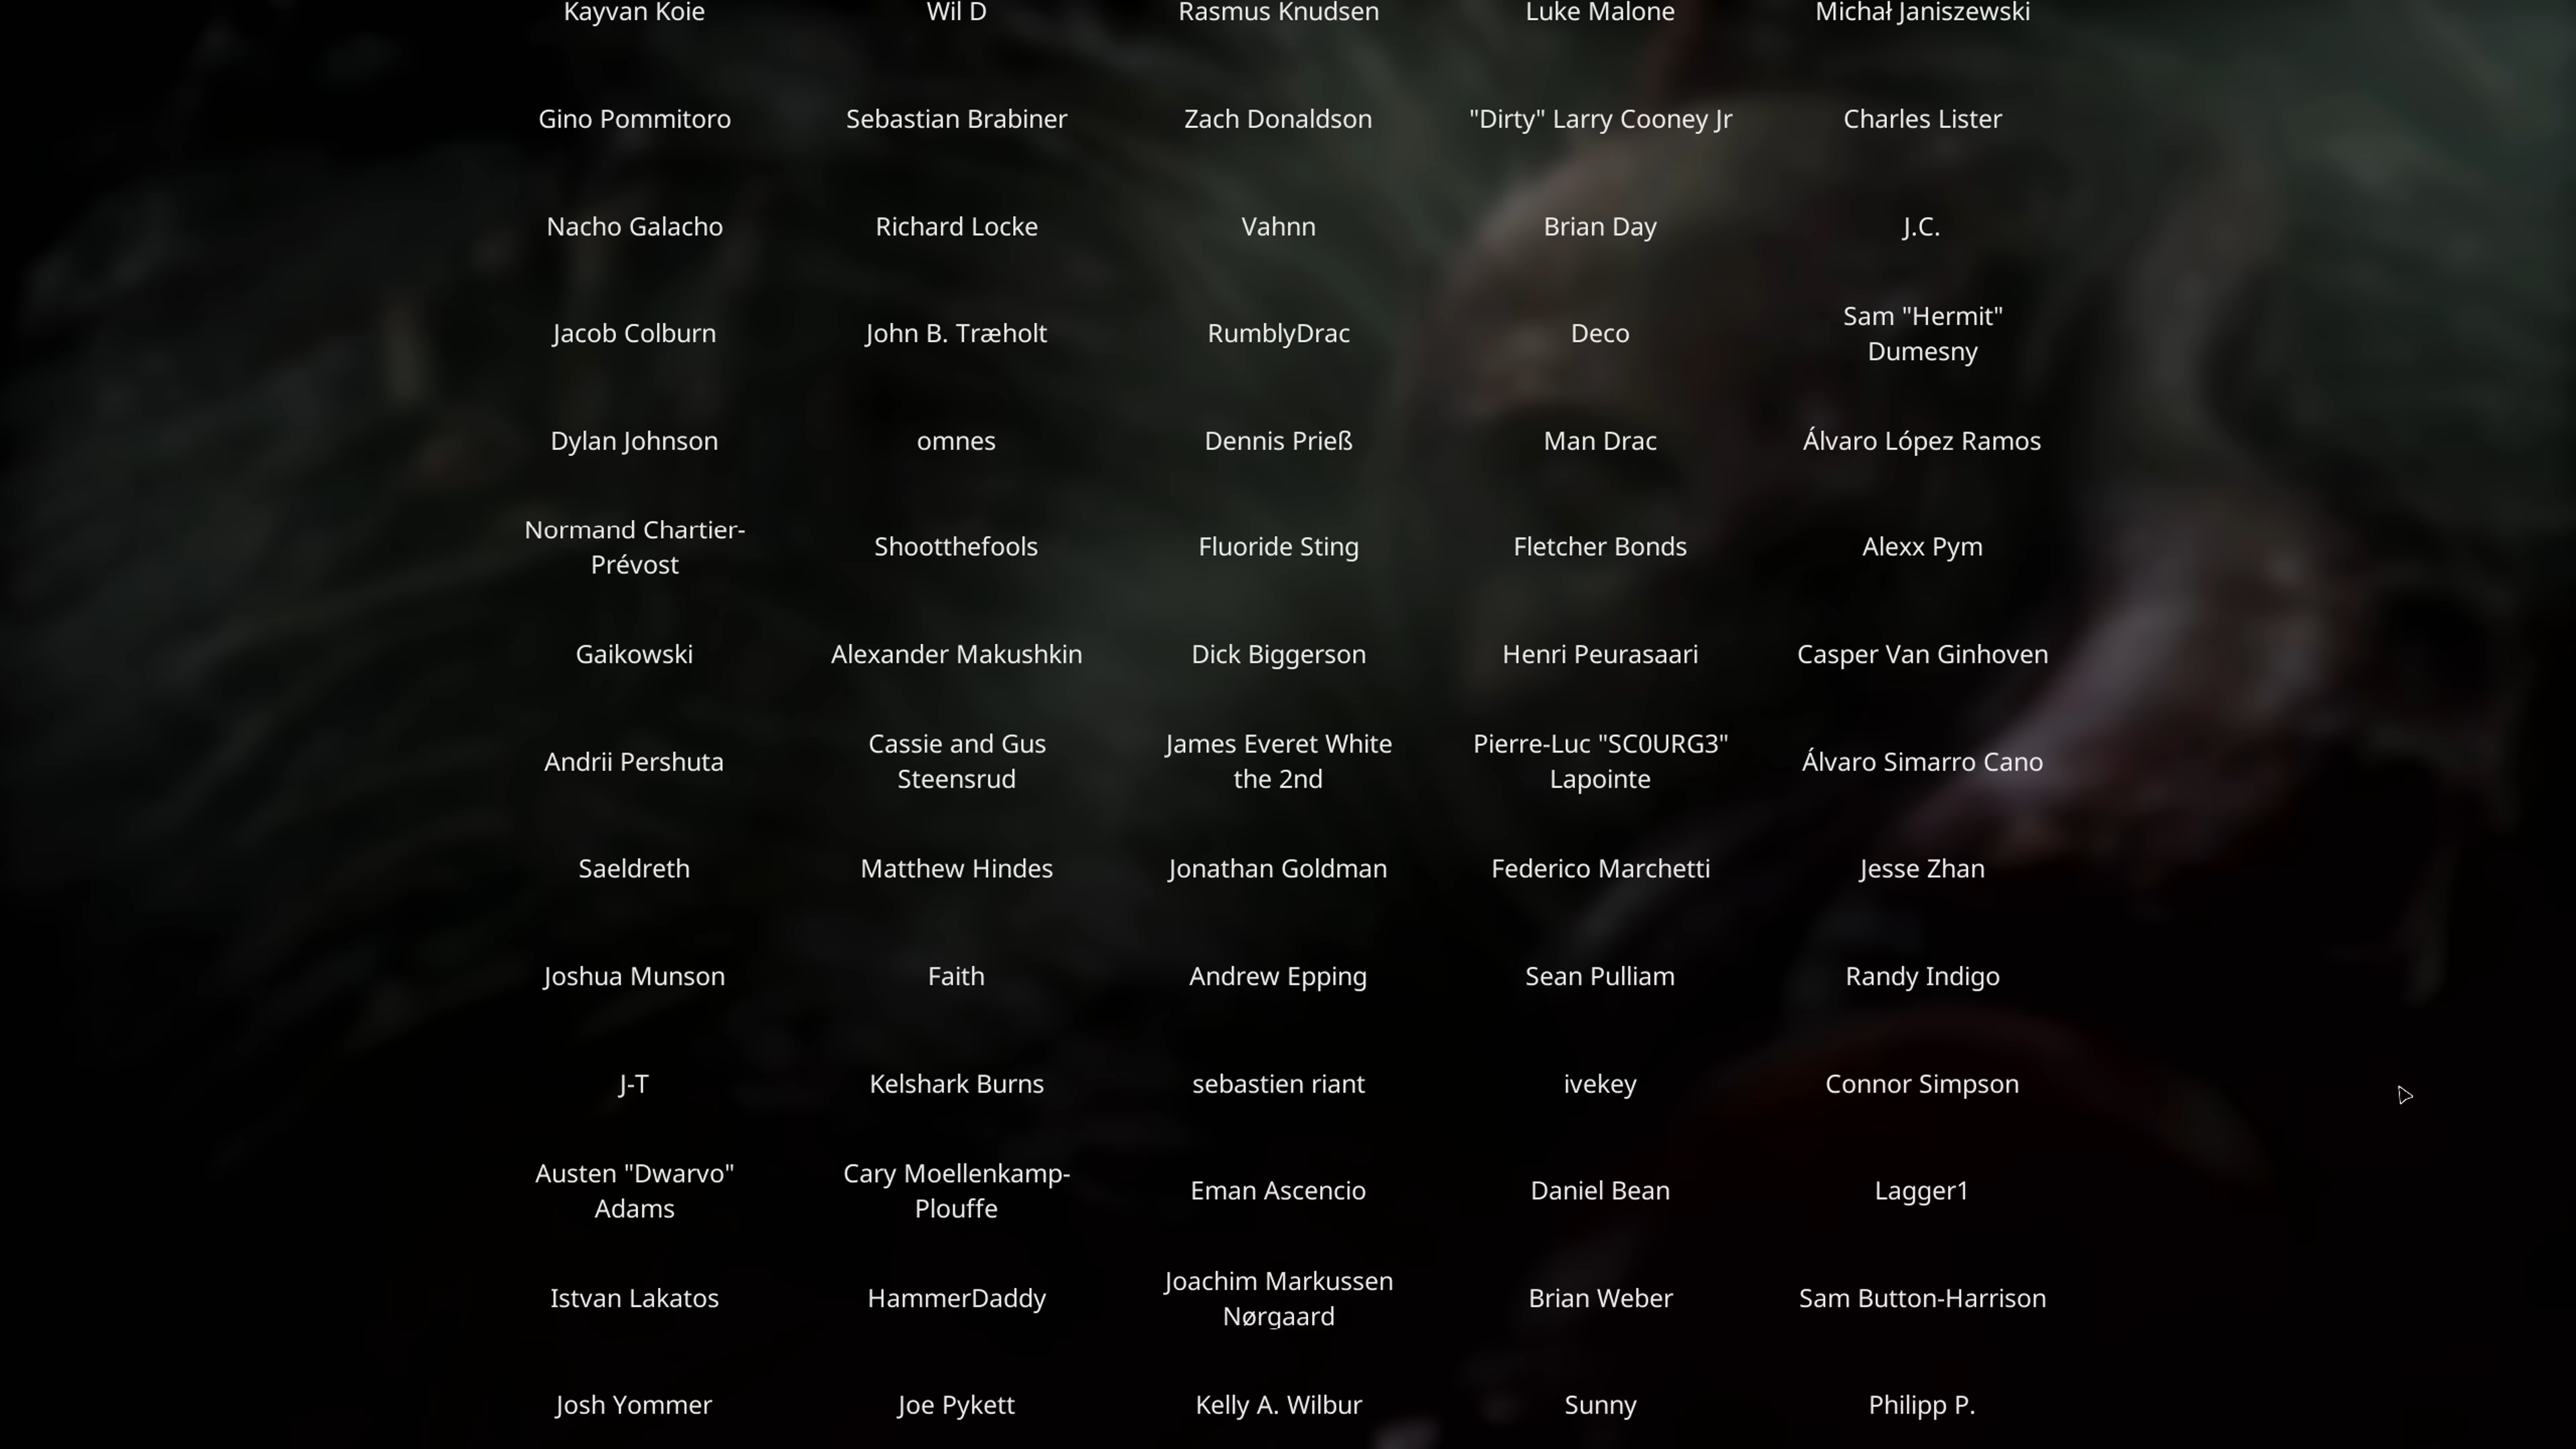 Kayvan Koie
Wil D
Rasmus Knudsen
Luke Malone
Michał Janiszewski
Gino Pommitoro
Sebastian Brabiner
Zach Donaldson
"Dirty" Larry Cooney Jr
Charles Lister
Nacho Galacho
Richard Locke
Vahnn
Brian Day
J.C.
Jacob Colburn
John B. Træholt
RumblyDrac
Deco
Sam "Hermit"
Dumesny
Dylan Johnson
omnes
Dennis Prieß
Man Drac
Álvaro López Ramos
Normand Chartier-
Prévost
Shootthefools
Fluoride Sting
Fletcher Bonds
Alexx Pym
Gaikowski
Alexander Makushkin
Dick Biggerson
Henri Peurasaari
Casper Van Ginhoven
Andrii Pershuta
Cassie and Gus
Steensrud
James Everet White
the 2nd
Pierre-Luc "SC0URG3"
Lapointe
Álvaro Simarro Cano
Saeldreth
Matthew Hindes
Jonathan Goldman
Federico Marchetti
Jesse Zhan
Joshua Munson
Faith
Andrew Epping
Sean Pulliam
Randy Indigo
J-T
Kelshark Burns
sebastien riant
ivekey
Connor Simpson
Austen "Dwarvo"
Adams
Cary Moellenkamp-
Plouffe
Eman Ascencio
Daniel Bean
Lagger1
Istvan Lakatos
HammerDaddy
Joachim Markussen
Nørgaard
Brian Weber
Sam Button-Harrison
Josh Yommer
Joe Pykett
Kelly A. Wilbur
Sunny
Philipp P.